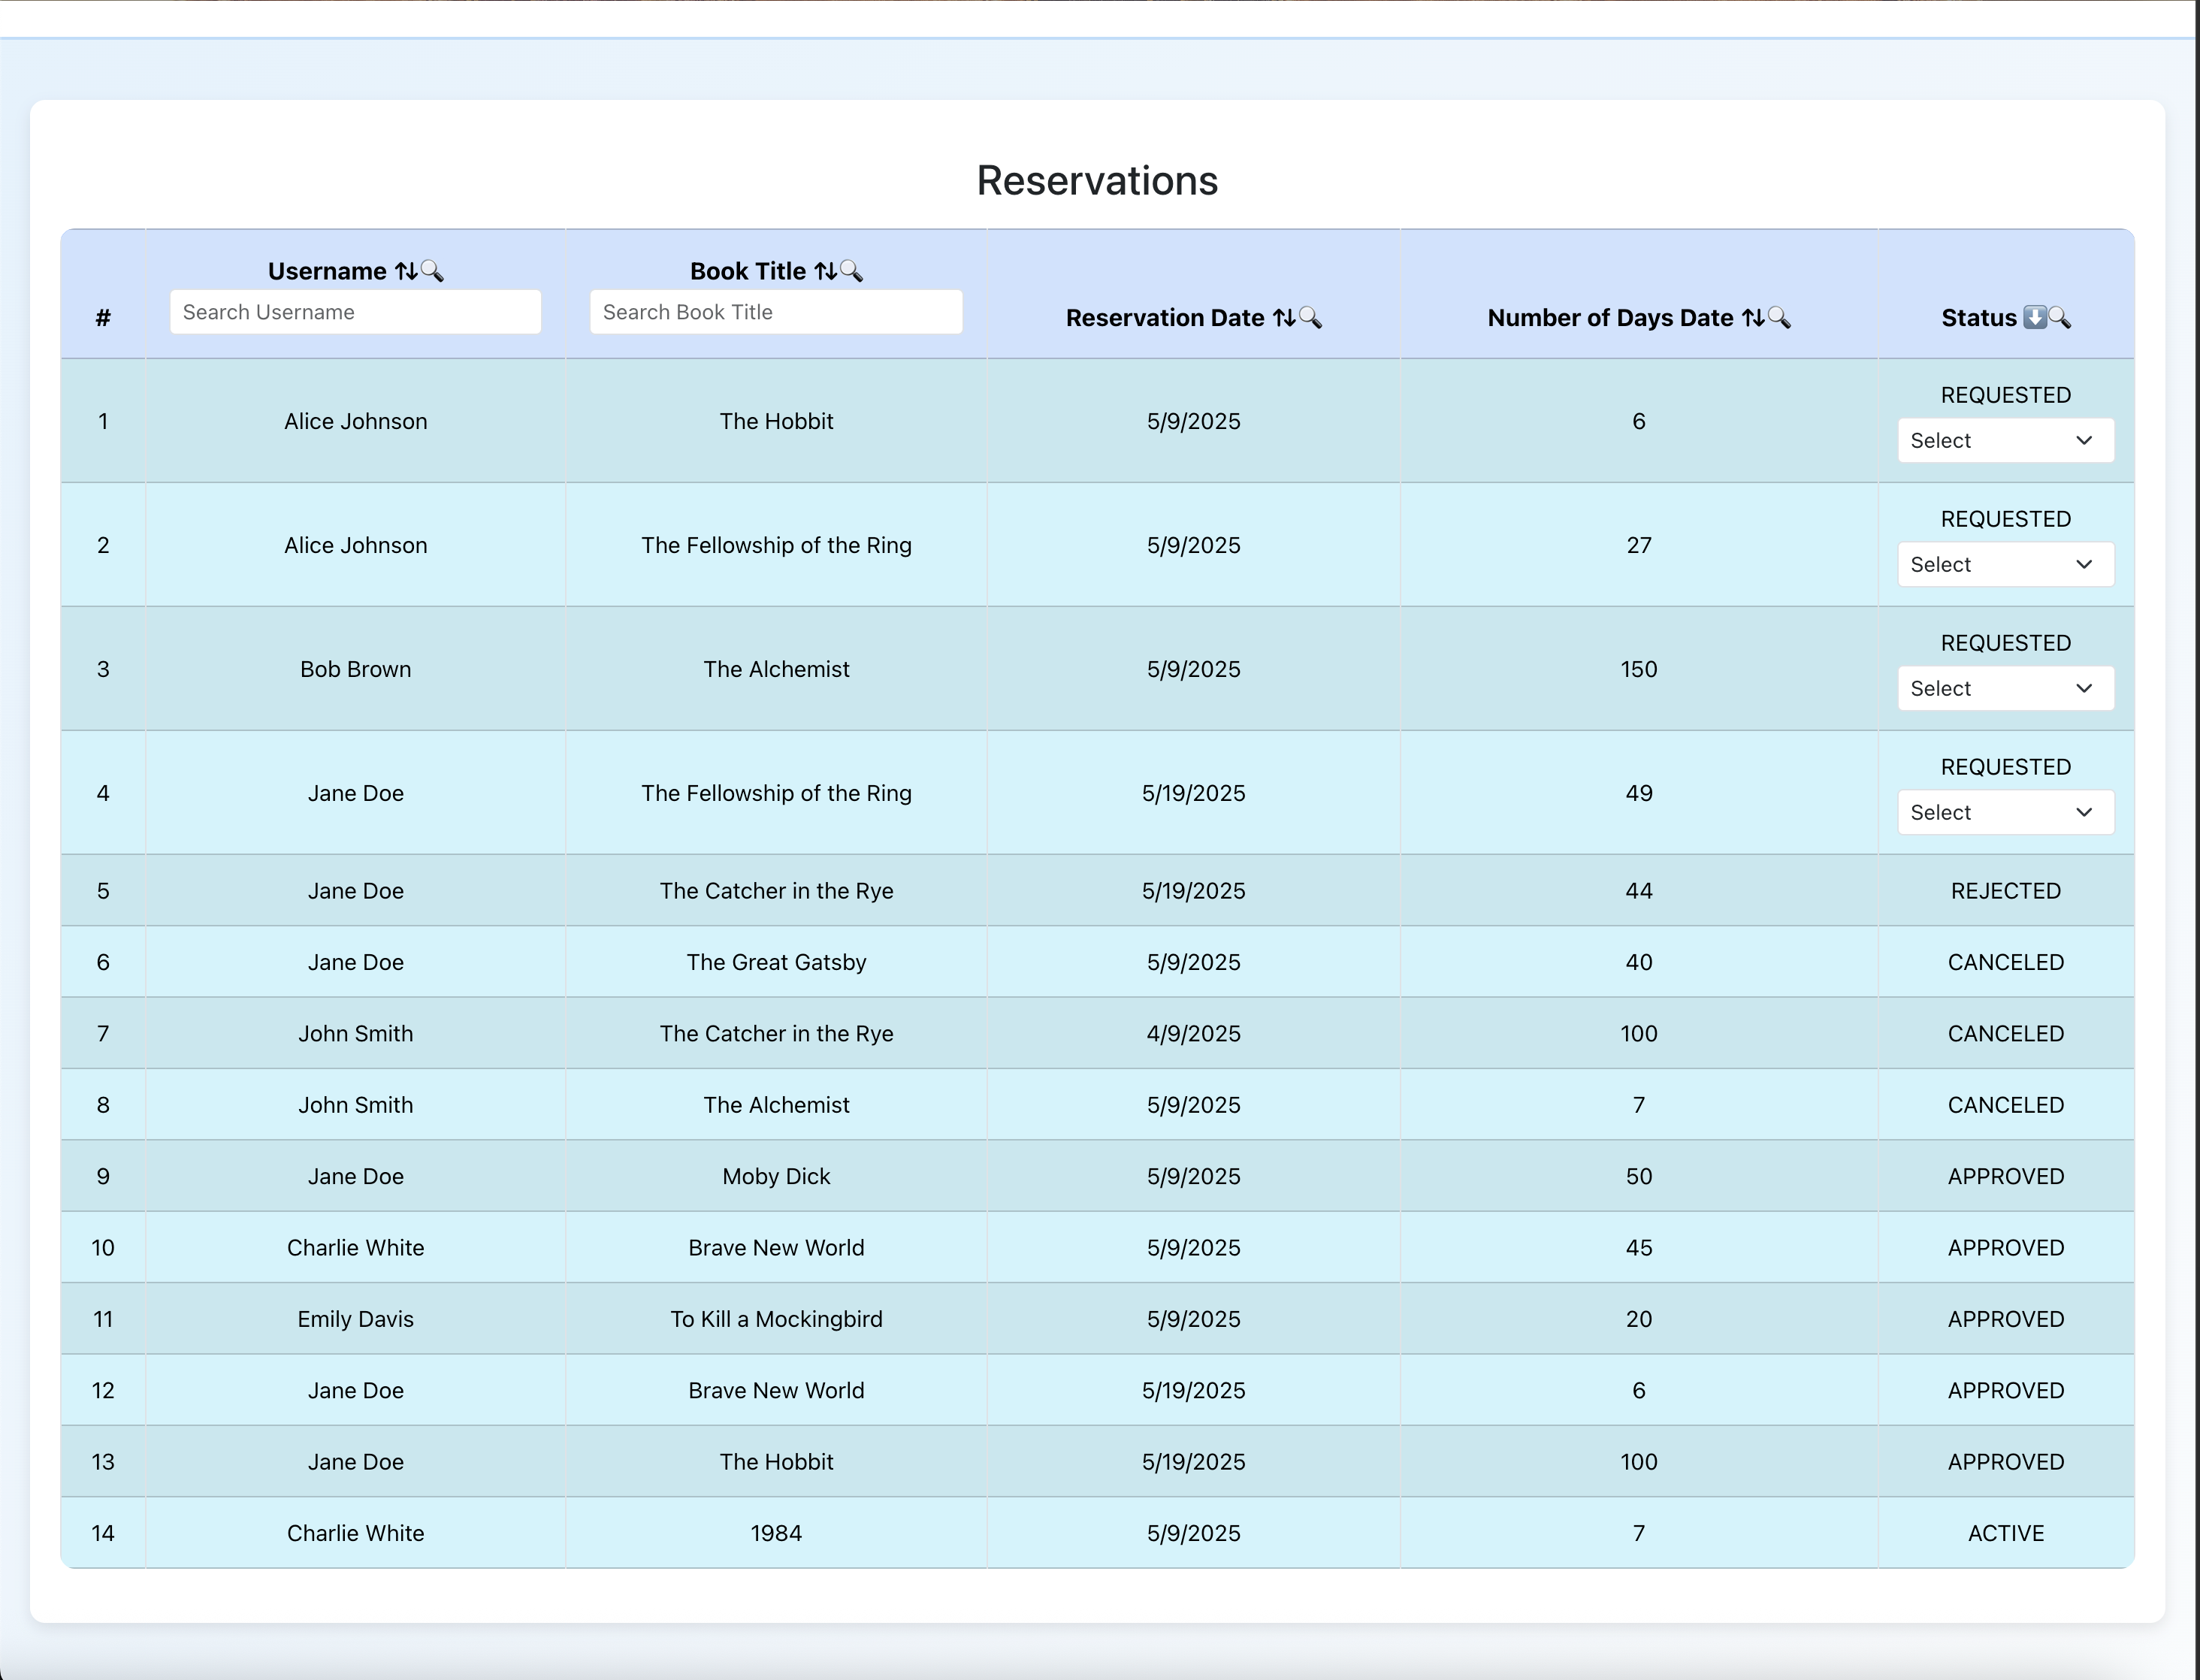 Reservations
# Username ⇅🔍 Book Title ⇅🔍 Reservation Date ⇅🔍 Number of Days Date ⇅🔍 Status ⬇️🔍
Search Username Search Book Title
1 Alice Johnson The Hobbit 5/9/2025 6 REQUESTED
Select
2 Alice Johnson The Fellowship of the Ring 5/9/2025 27 REQUESTED
Select
3 Bob Brown The Alchemist 5/9/2025 150 REQUESTED
Select
4 Jane Doe The Fellowship of the Ring 5/19/2025 49 REQUESTED
Select
5 Jane Doe The Catcher in the Rye 5/19/2025 44 REJECTED
6 Jane Doe The Great Gatsby 5/9/2025 40 CANCELED
7 John Smith The Catcher in the Rye 4/9/2025 100 CANCELED
8 John Smith The Alchemist 5/9/2025 7 CANCELED
9 Jane Doe Moby Dick 5/9/2025 50 APPROVED
10 Charlie White Brave New World 5/9/2025 45 APPROVED
11 Emily Davis To Kill a Mockingbird 5/9/2025 20 APPROVED
12 Jane Doe Brave New World 5/19/2025 6 APPROVED
13 Jane Doe The Hobbit 5/19/2025 100 APPROVED
14 Charlie White 1984 5/9/2025 7 ACTIVE